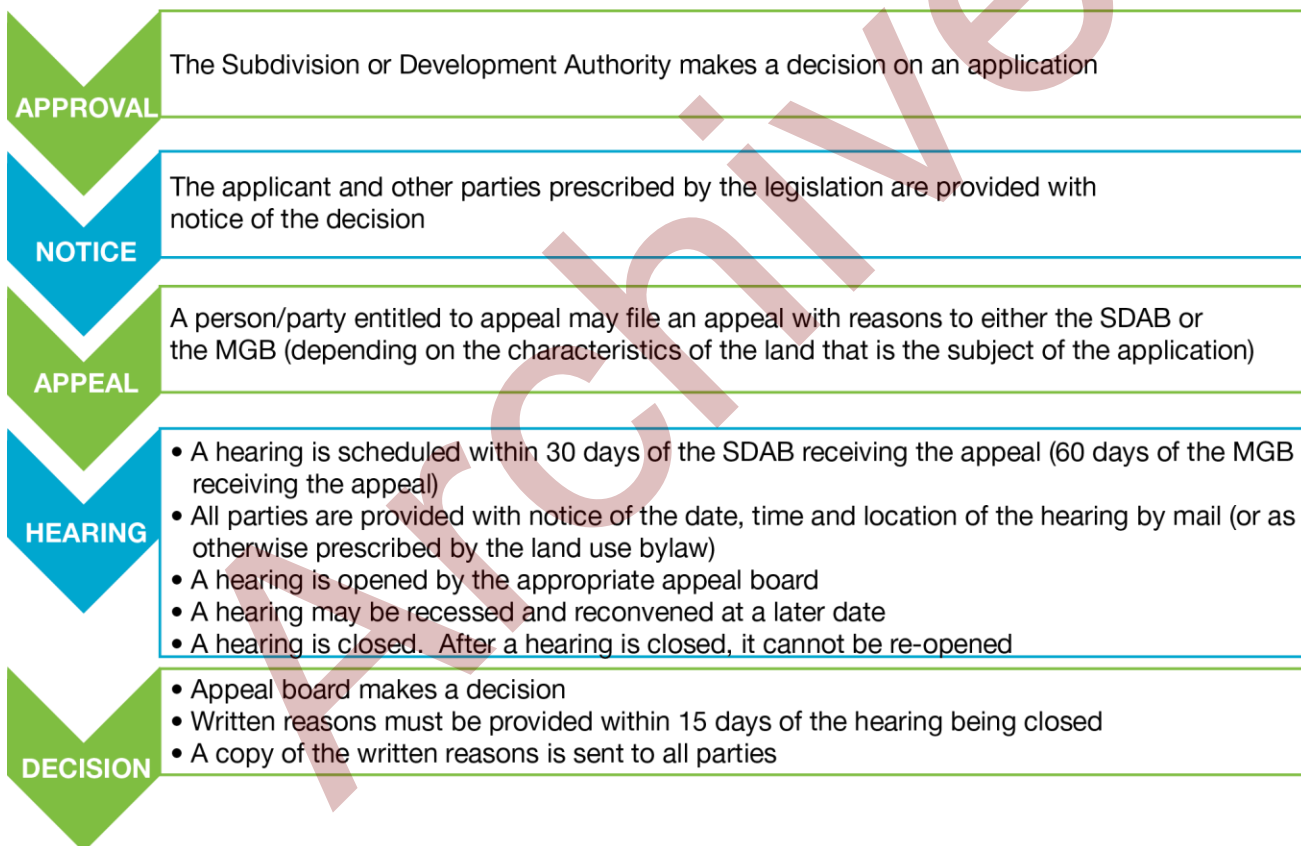 APPROVAL
The Subdivision or Development Authority makes a decision on an application
NOTICE
The applicant and other parties prescribed by the legislation are provided with
notice of the decision
APPEAL
A person/party entitled to appeal may file an appeal with reasons to either the SDAB or
the MGB (depending on the characteristics of the land that is the subject of the application)
HEARING
• A hearing is scheduled within 30 days of the SDAB receiving the appeal (60 days of the MGB
receiving the appeal)
• All parties are provided with notice of the date, time and location of the hearing by mail (or as
otherwise prescribed by the land use bylaw)
• A hearing is opened by the appropriate appeal board
• A hearing may be recessed and reconvened at a later date
• A hearing is closed.  After a hearing is closed, it cannot be re-opened
DECISION
• Appeal board makes a decision
• Written reasons must be provided within 15 days of the hearing being closed
• A copy of the written reasons is sent to all parties
Archive